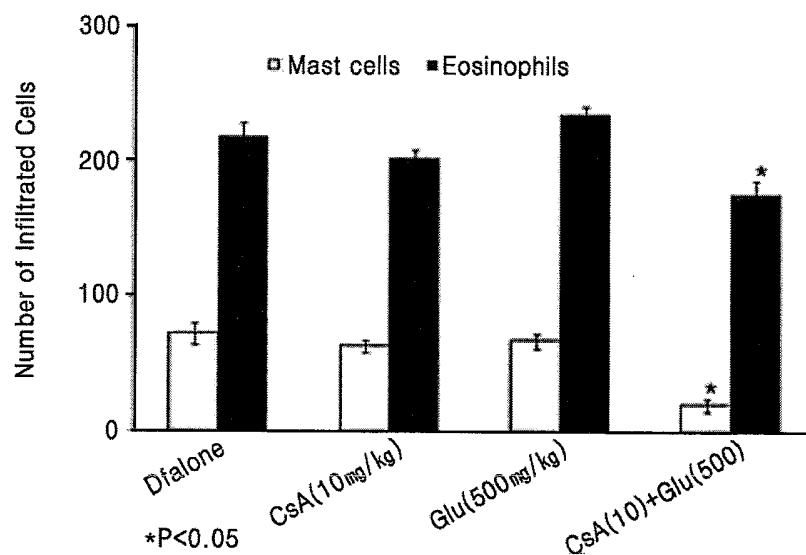 300
□ Mast cells ■ Eosinophils
Number of Infiltrated Cells
200
*
100
*
0
Dfalone
CsA(10㎎/kg)
Glu(500㎎/kg)
CsA(10)+Glu(500)
*P<0.05